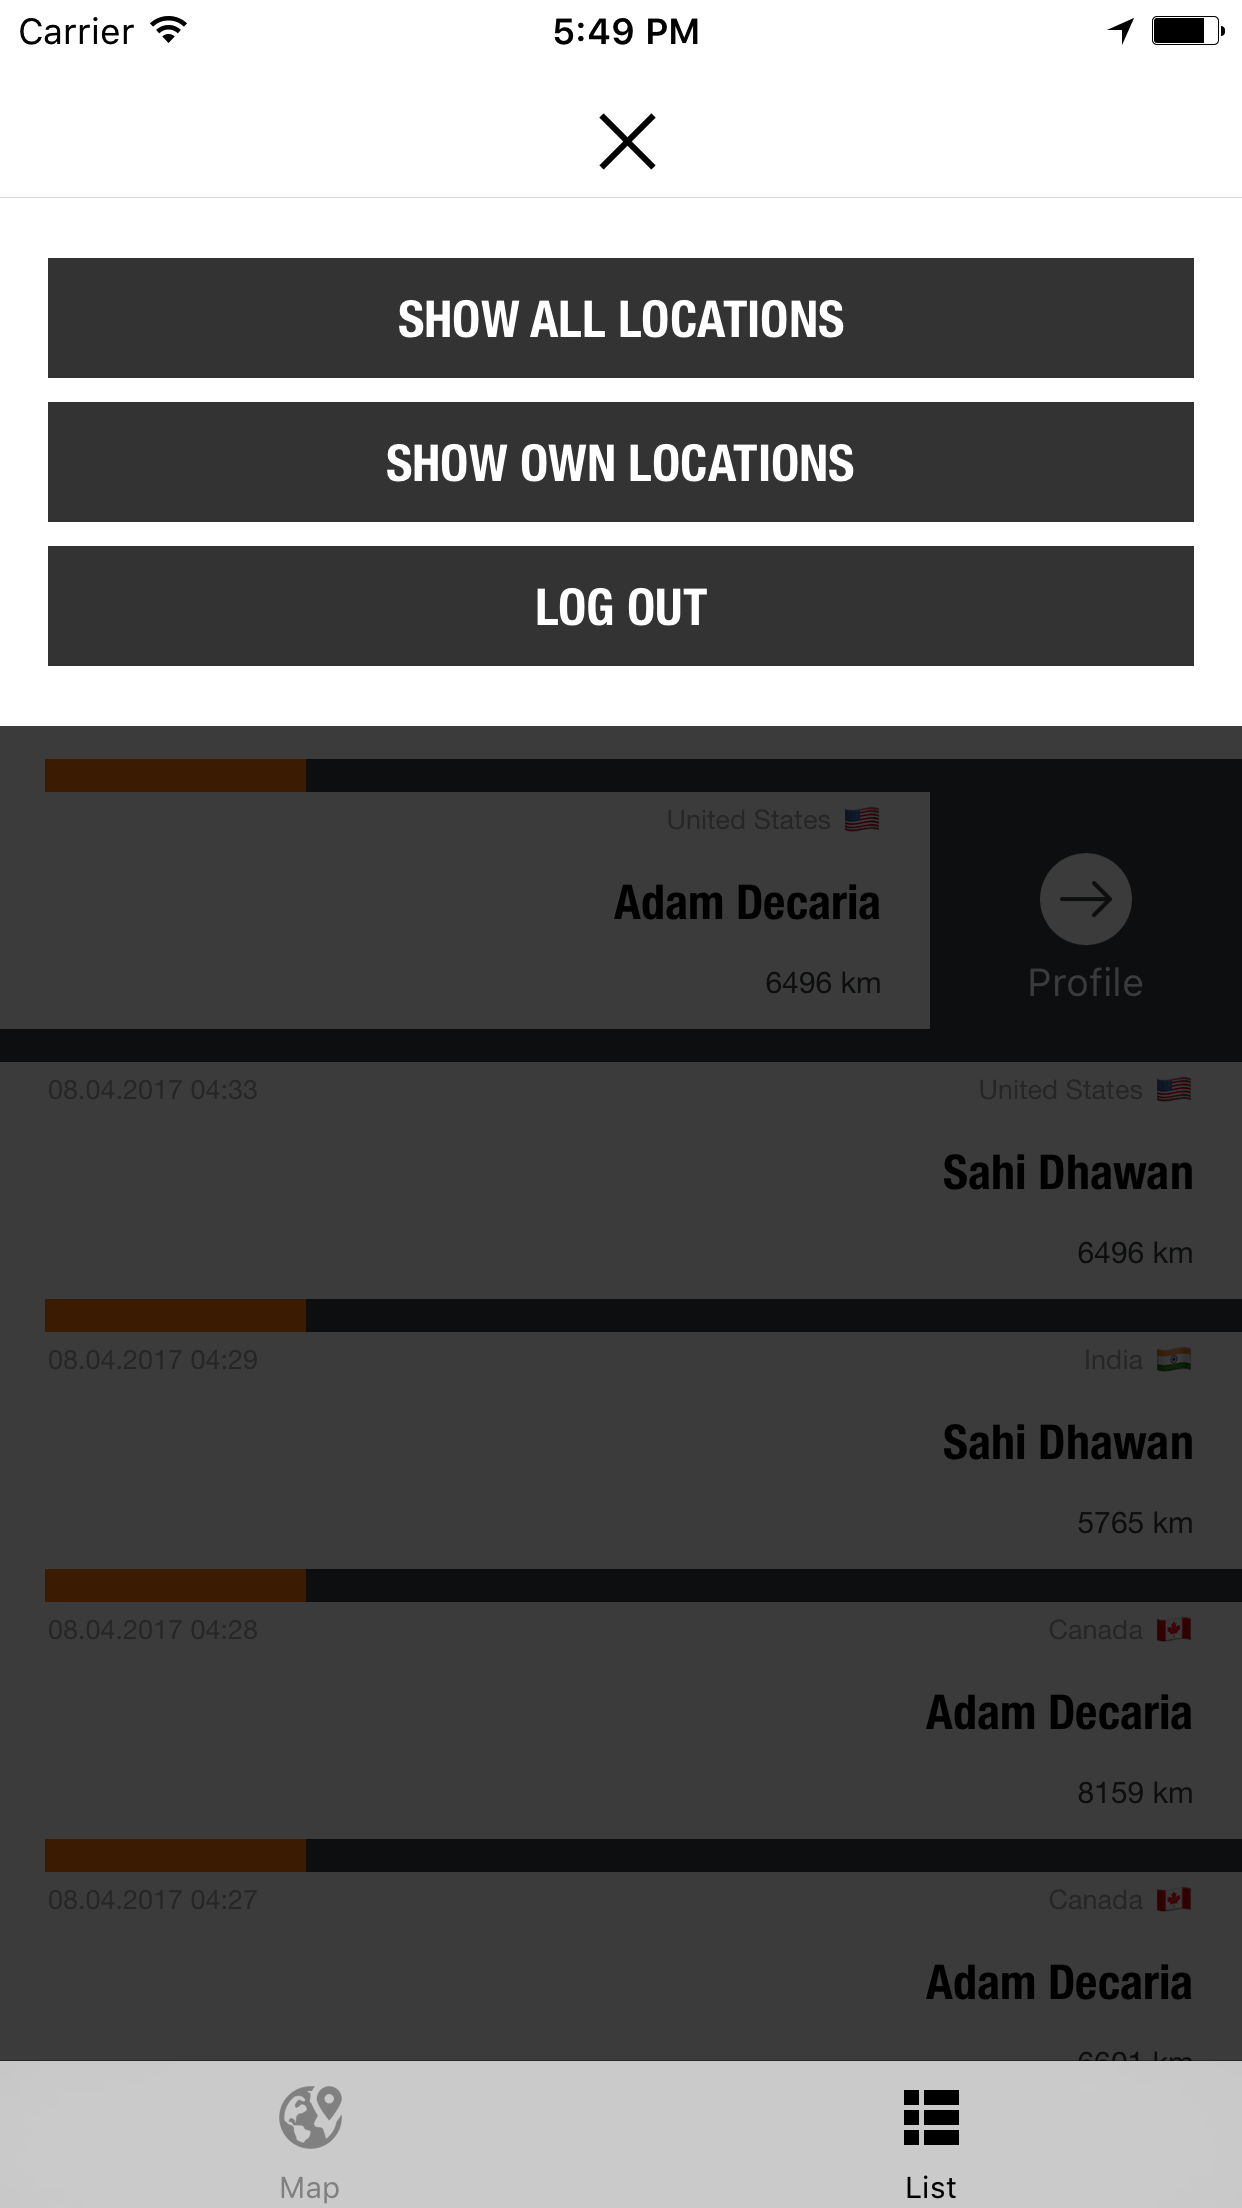 Carrier 5:49 PM
SHOW ALL LOCATIONS
SHOW OWN LOCATIONS
LOG OUT
United States
Adam Decaria
6496 km
Profile
08.04.2017 04:33 United States
Sahi Dhawan
6496 km
08.04.2017 04:29 India
Sahi Dhawan
5765 km
08.04.2017 04:28 Canada
Adam Decaria
8159 km
08.04.2017 04:27 Canada
Adam Decaria
Map List